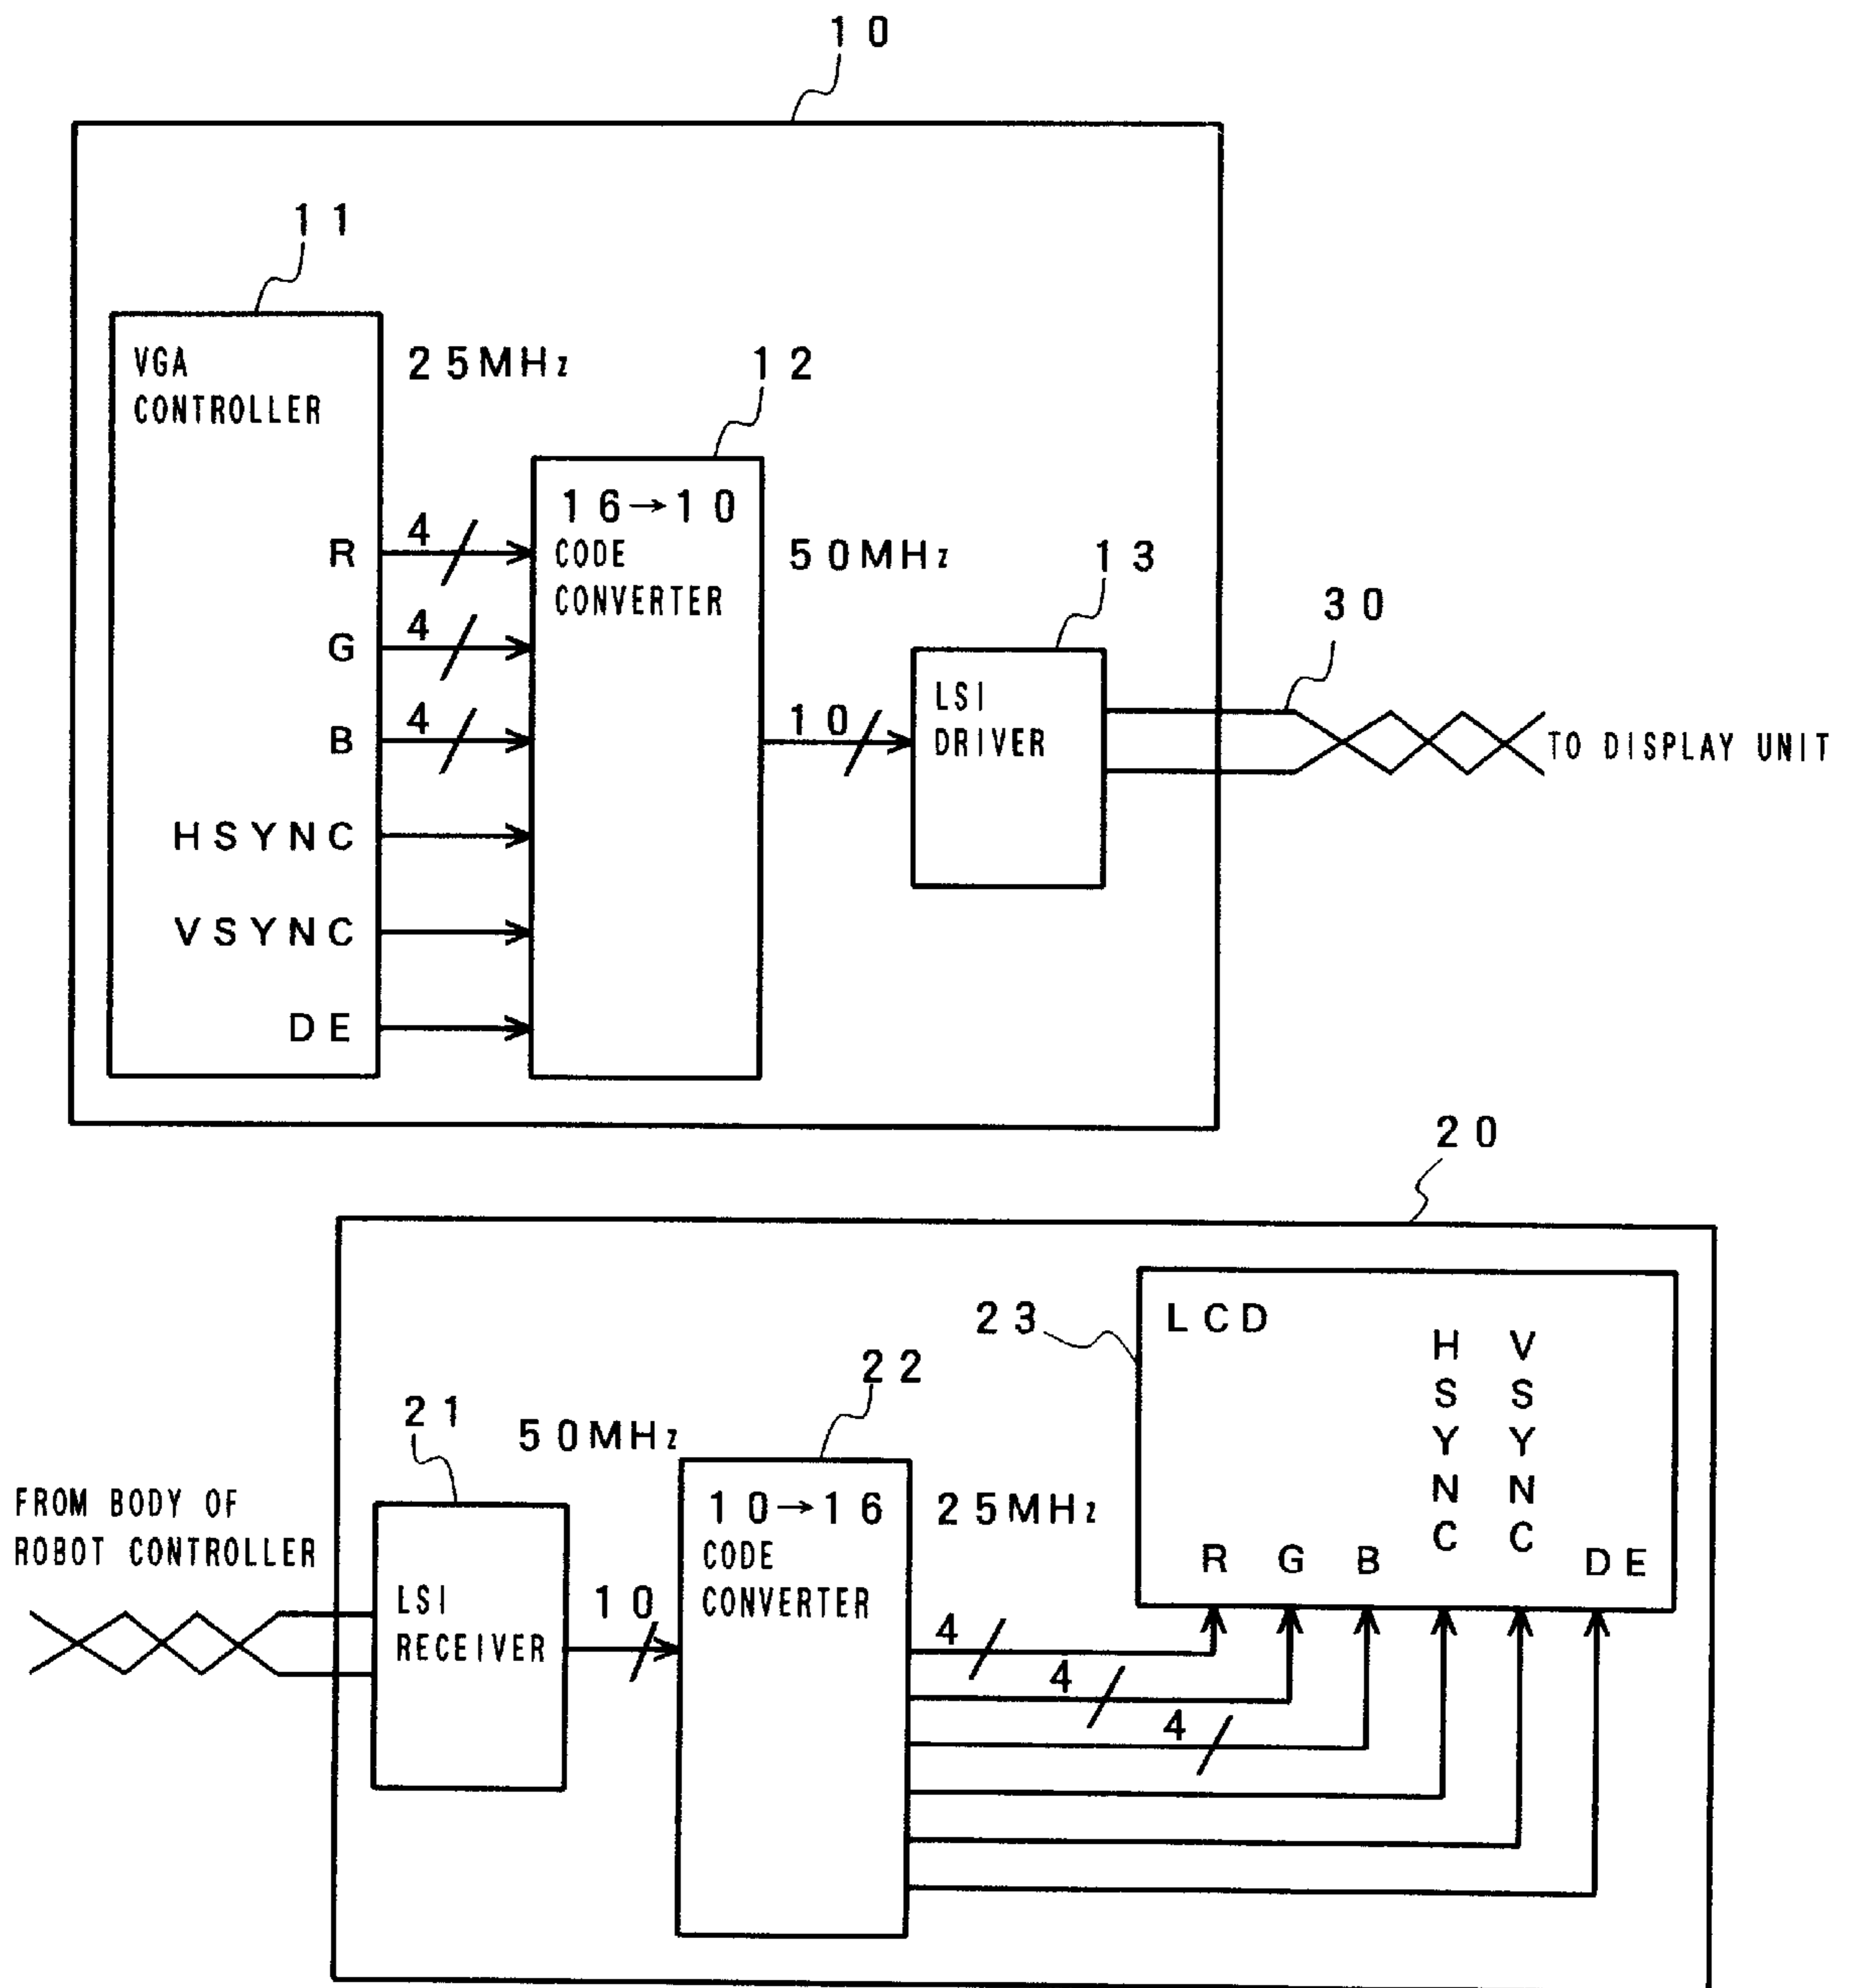 10
11
VGA
CONTROLLER
25MHz
12
16→10
CODE
CONVERTER
50MHz
13
30
R
4
G
4
B
4
HSYNC
VSYNC
DE
10
LSI
DRIVER
TO DISPLAY UNIT
20
23
LCD
HSYNC
VSYNC
R
G
B
DE
22
21
50MHz
10→16
CODE
CONVERTER
25MHz
FROM BODY OF
ROBOT CONTROLLER
LSI
RECEIVER
10
4
4
4